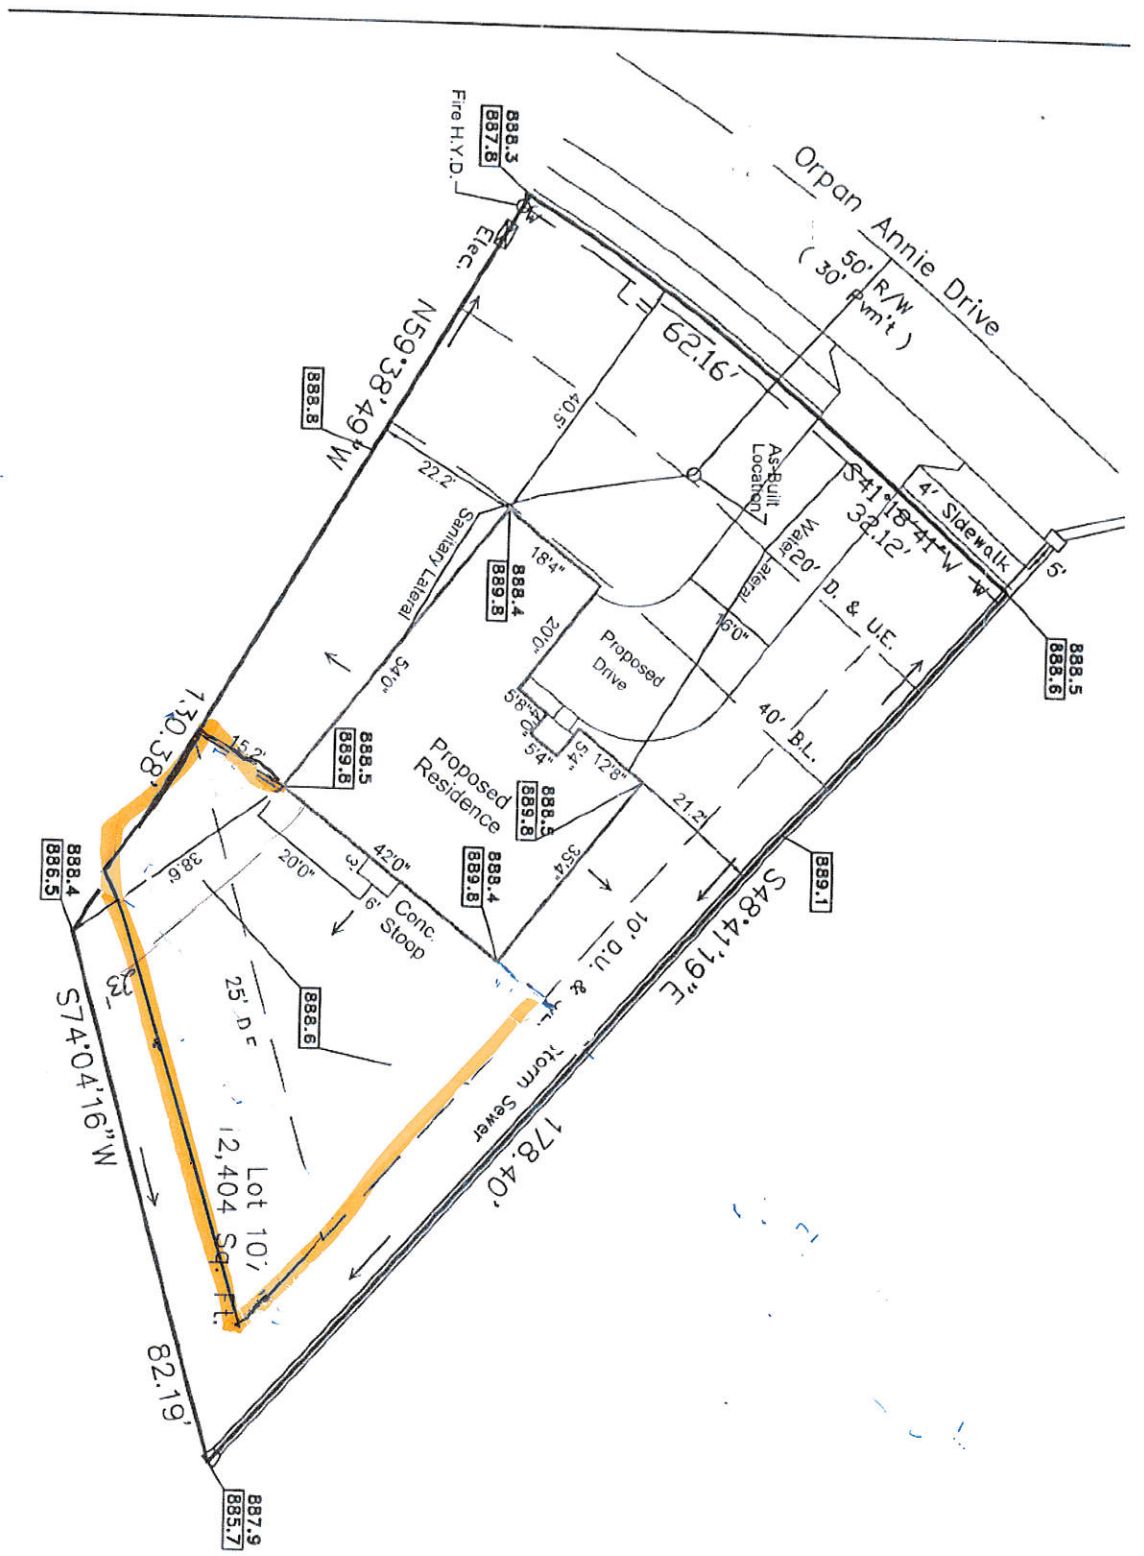 Orpan Annie Drive
50' R/W
( 30' Pvm't )
888.3
887.8
Fire H.Y.D.
W
Elec.
L=
62.16'
S41°18'41"W
32.12'
4' Sidewalk
5'
W
888.5
888.6
As-Built
Location
Water Lateral
20' D. & U.E.
16'0"
40' B.L.
N59°38'49"W
130.38'
888.8
40.5'
22.2'
Sanitary Lateral
888.4
889.8
18'4"
20'0"
Proposed
Drive
5'8"
5'4"
5'4"
12'8"
21.2'
889.1
S48°41'19"E
178.40'
54'0"
Proposed
Residence
888.5
889.8
888.5
889.8
888.4
889.8
35'4"
10' D.U. &
Storm Sewer
15.2'
42'0"
20'0"
3'
6'
Conc.
Stoop
38.6'
888.4
886.5
23
25' D.E
888.6
S74°04'16"W
82.19'
Lot 107
12,404 Sq. Ft.
887.9
885.7